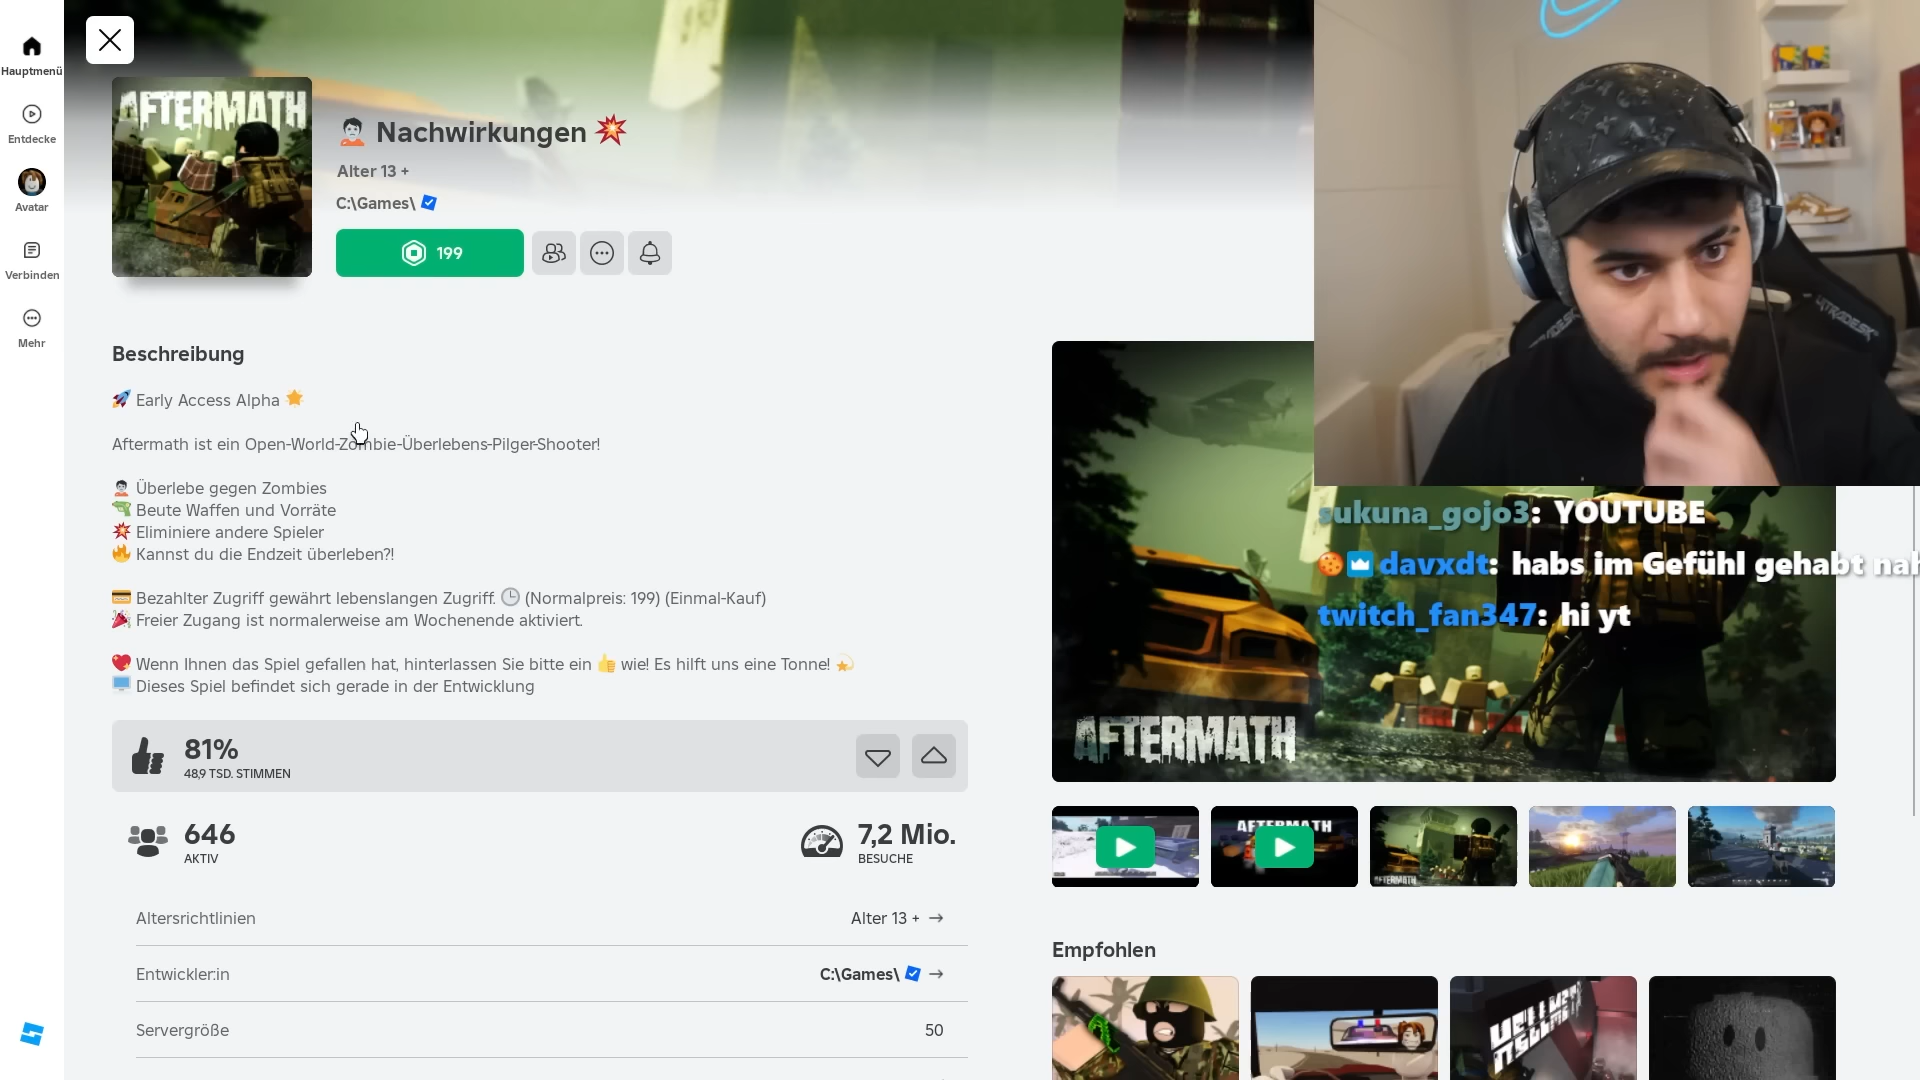 Hauptmenü
Entdecke
Avatar
Verbinden
Mehr
AFTERMATH
Nachwirkungen
Alter 13 +
C:\Games\
199
Beschreibung
Early Access Alpha
Aftermath ist ein Open-World-Zombie-Überlebens-Pilger-Shooter!
Überlebe gegen Zombies
Beute Waffen und Vorräte
Eliminiere andere Spieler
Kannst du die Endzeit überleben?!
Bezahlter Zugriff gewährt lebenslangen Zugriff. (Normalpreis: 199) (Einmal-Kauf)
Freier Zugang ist normalerweise am Wochenende aktiviert.
Wenn Ihnen das Spiel gefallen hat, hinterlassen Sie bitte ein wie! Es hilft uns eine Tonne!
Dieses Spiel befindet sich gerade in der Entwicklung
81%
48,9 TSD. STIMMEN
646
AKTIV
7,2 Mio.
BESUCHE
Altersrichtlinien
Alter 13 +
Entwickler:in
C:\Games\
Servergröße
50
sukuna_gojo3: YOUTUBE
davxdt: habs im Gefühl gehabt nah
twitch_fan347: hi yt
AFTERMATH
AFTERMATH
AFTERMATH
Empfohlen